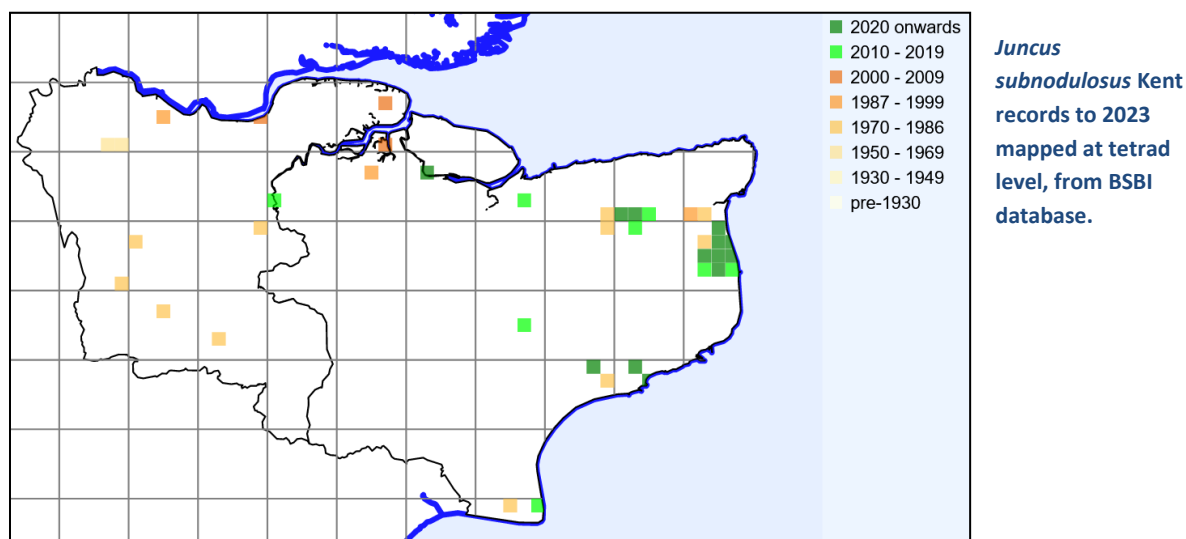 2020 onwards
2010 - 2019
2000 - 2009
1987 - 1999
1970 - 1986
1950 - 1969
1930 - 1949
pre-1930
Juncus
subnodulosus Kent
records to 2023
mapped at tetrad
level, from BSBI
database.